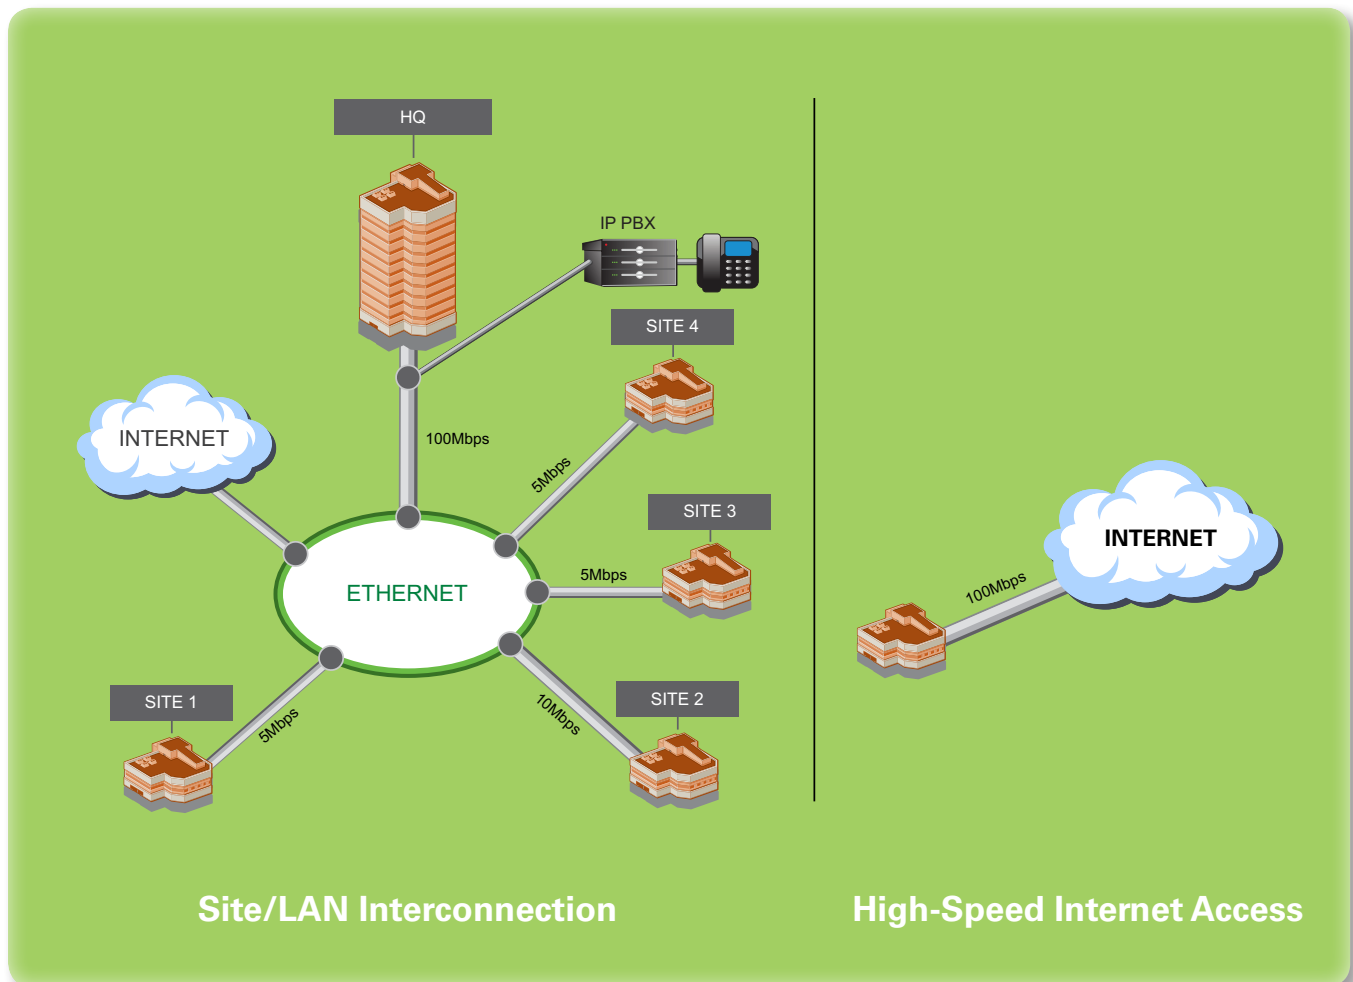 HQ
IP PBX
SITE 4
INTERNET
100Mbps
5Mbps
SITE 3
5Mbps
ETHERNET
SITE 1
5Mbps
10Mbps
SITE 2
INTERNET
100Mbps
Site/LAN Interconnection
High-Speed Internet Access